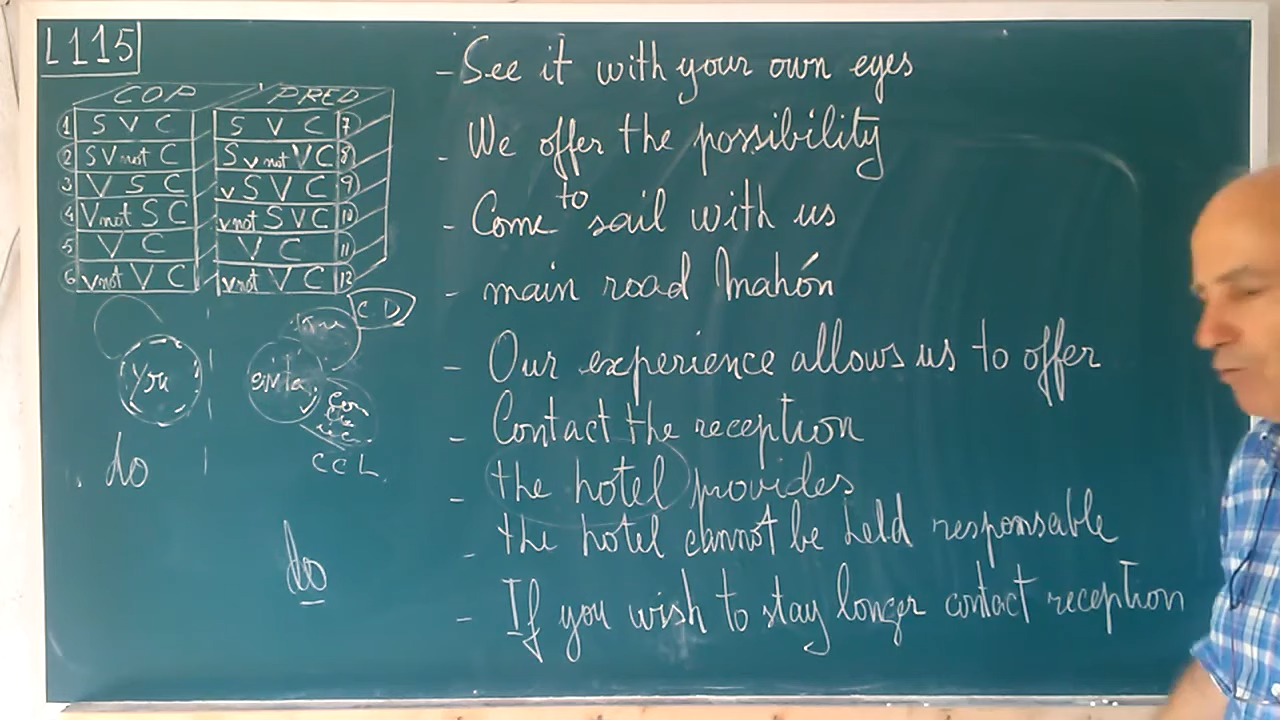 L115
COP PRED
1 S V C S V C 7
2 S V not C S v not V C 8
3 V S C v S V C 9
4 V not S C v not S V C 10
5 V C V C 11
6 v not V C v not V C 12
C D
You
C C L
do
do
- See it with your own eyes
- We offer the possibility
to
- Come sail with us
- main road Mahón
- Our experience allows us to offer
- Contact the reception
- the hotel provides
- the hotel cannot be held responsable
- If you wish to stay longer contact reception